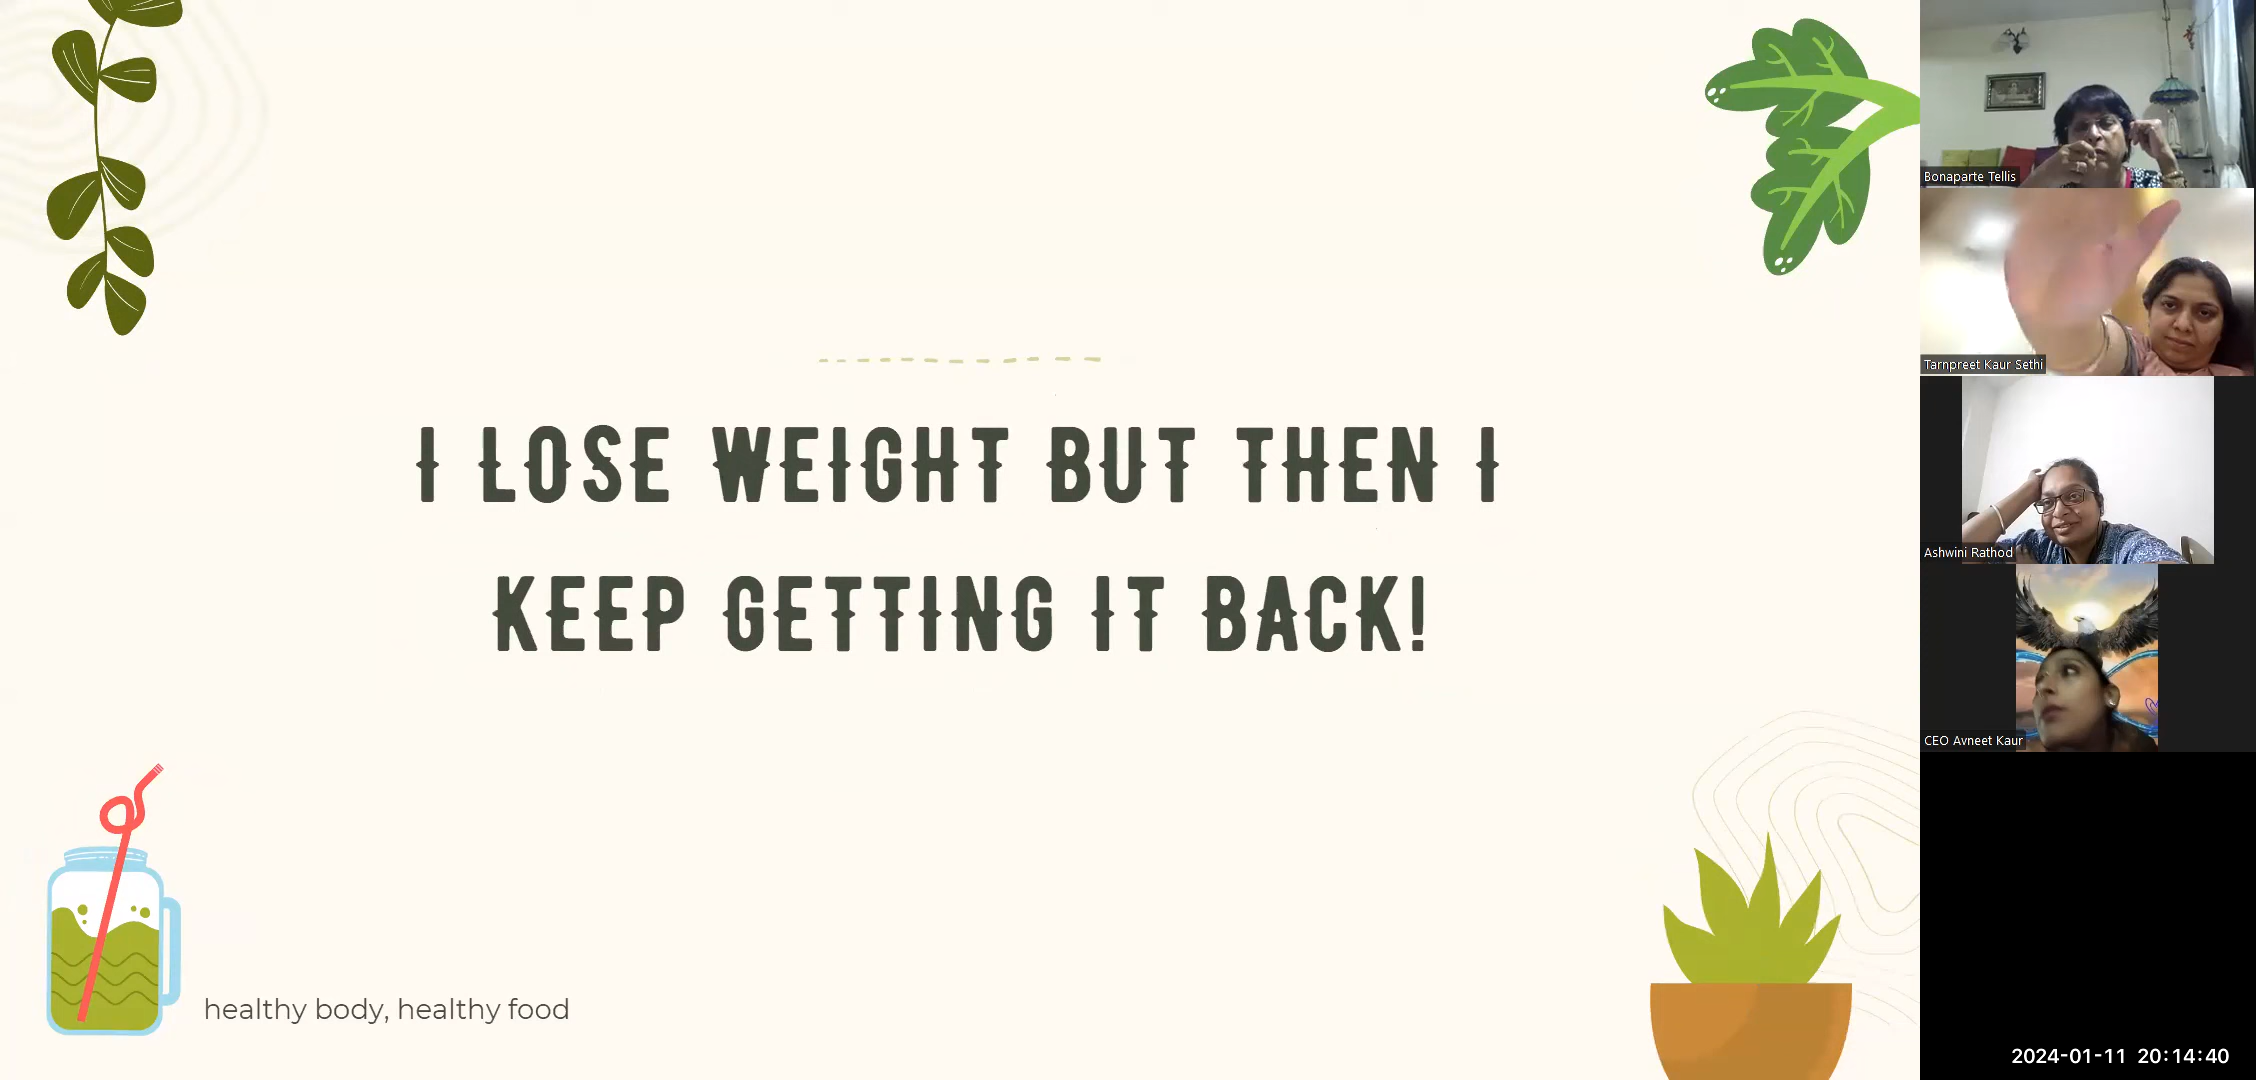 I LOSE WEIGHT BUT THEN I
KEEP GETTING IT BACK!
healthy body, healthy food
Bonaparte Tellis
Tarnpreet Kaur Sethi
Ashwini Rathod
CEO Avneet Kaur
2024-01-11 20:14:40